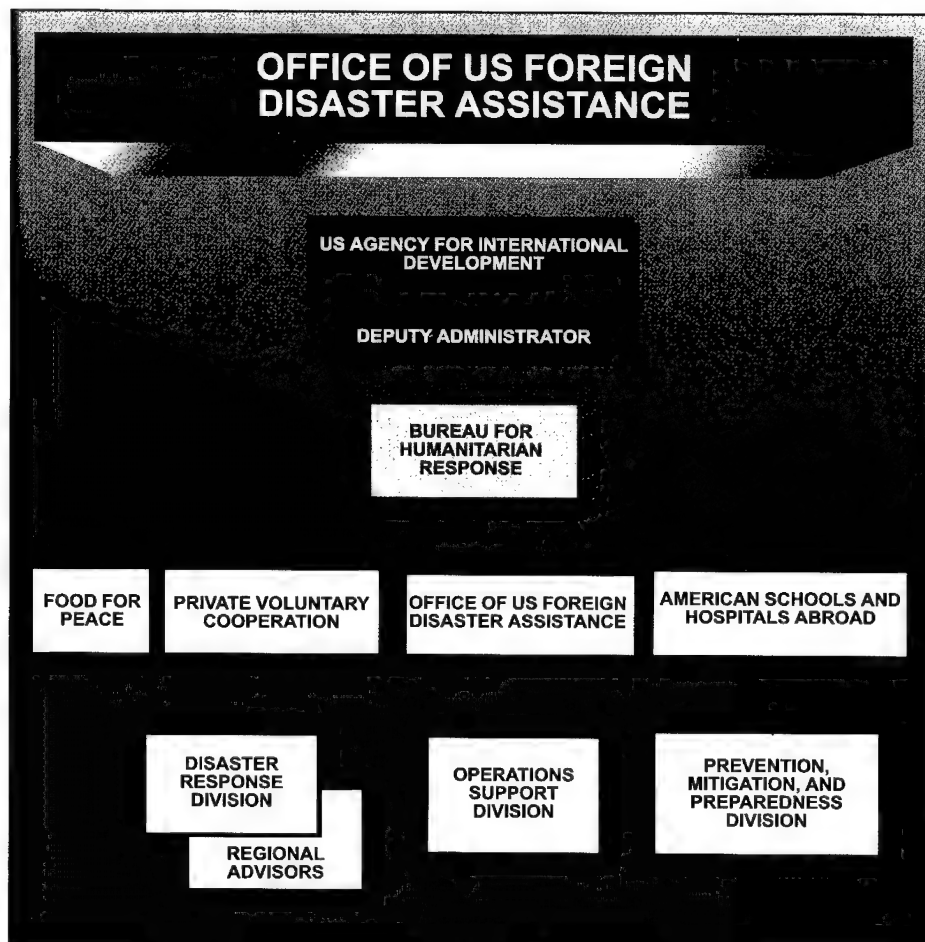 OFFICE OF US FOREIGN
DISASTER ASSISTANCE
US AGENCY FOR INTERNATIONAL
DEVELOPMENT
DEPUTY ADMINISTRATOR
BUREAU FOR
HUMANITARIAN
RESPONSE
FOOD FOR
PEACE
PRIVATE VOLUNTARY
COOPERATION
OFFICE OF US FOREIGN
DISASTER ASSISTANCE
AMERICAN SCHOOLS AND
HOSPITALS ABROAD
DISASTER
RESPONSE
DIVISION
REGIONAL
ADVISORS
OPERATIONS
SUPPORT
DIVISION
PREVENTION,
MITIGATION, AND
PREPAREDNESS
DIVISION